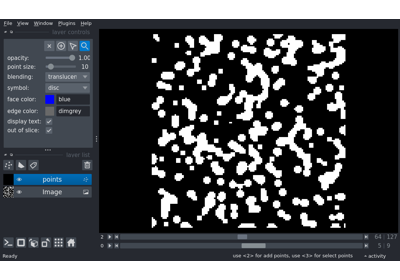 File View Window Plugins Help
layer controls
opacity: 1.00
point size: 10
blending: translucen
symbol: disc
face color: blue
edge color: dimgrey
display text:
out of slice:
layer list
points
Image
2 64 127
0 5 9
use <2> for add points, use <3> for select points activity
Ready